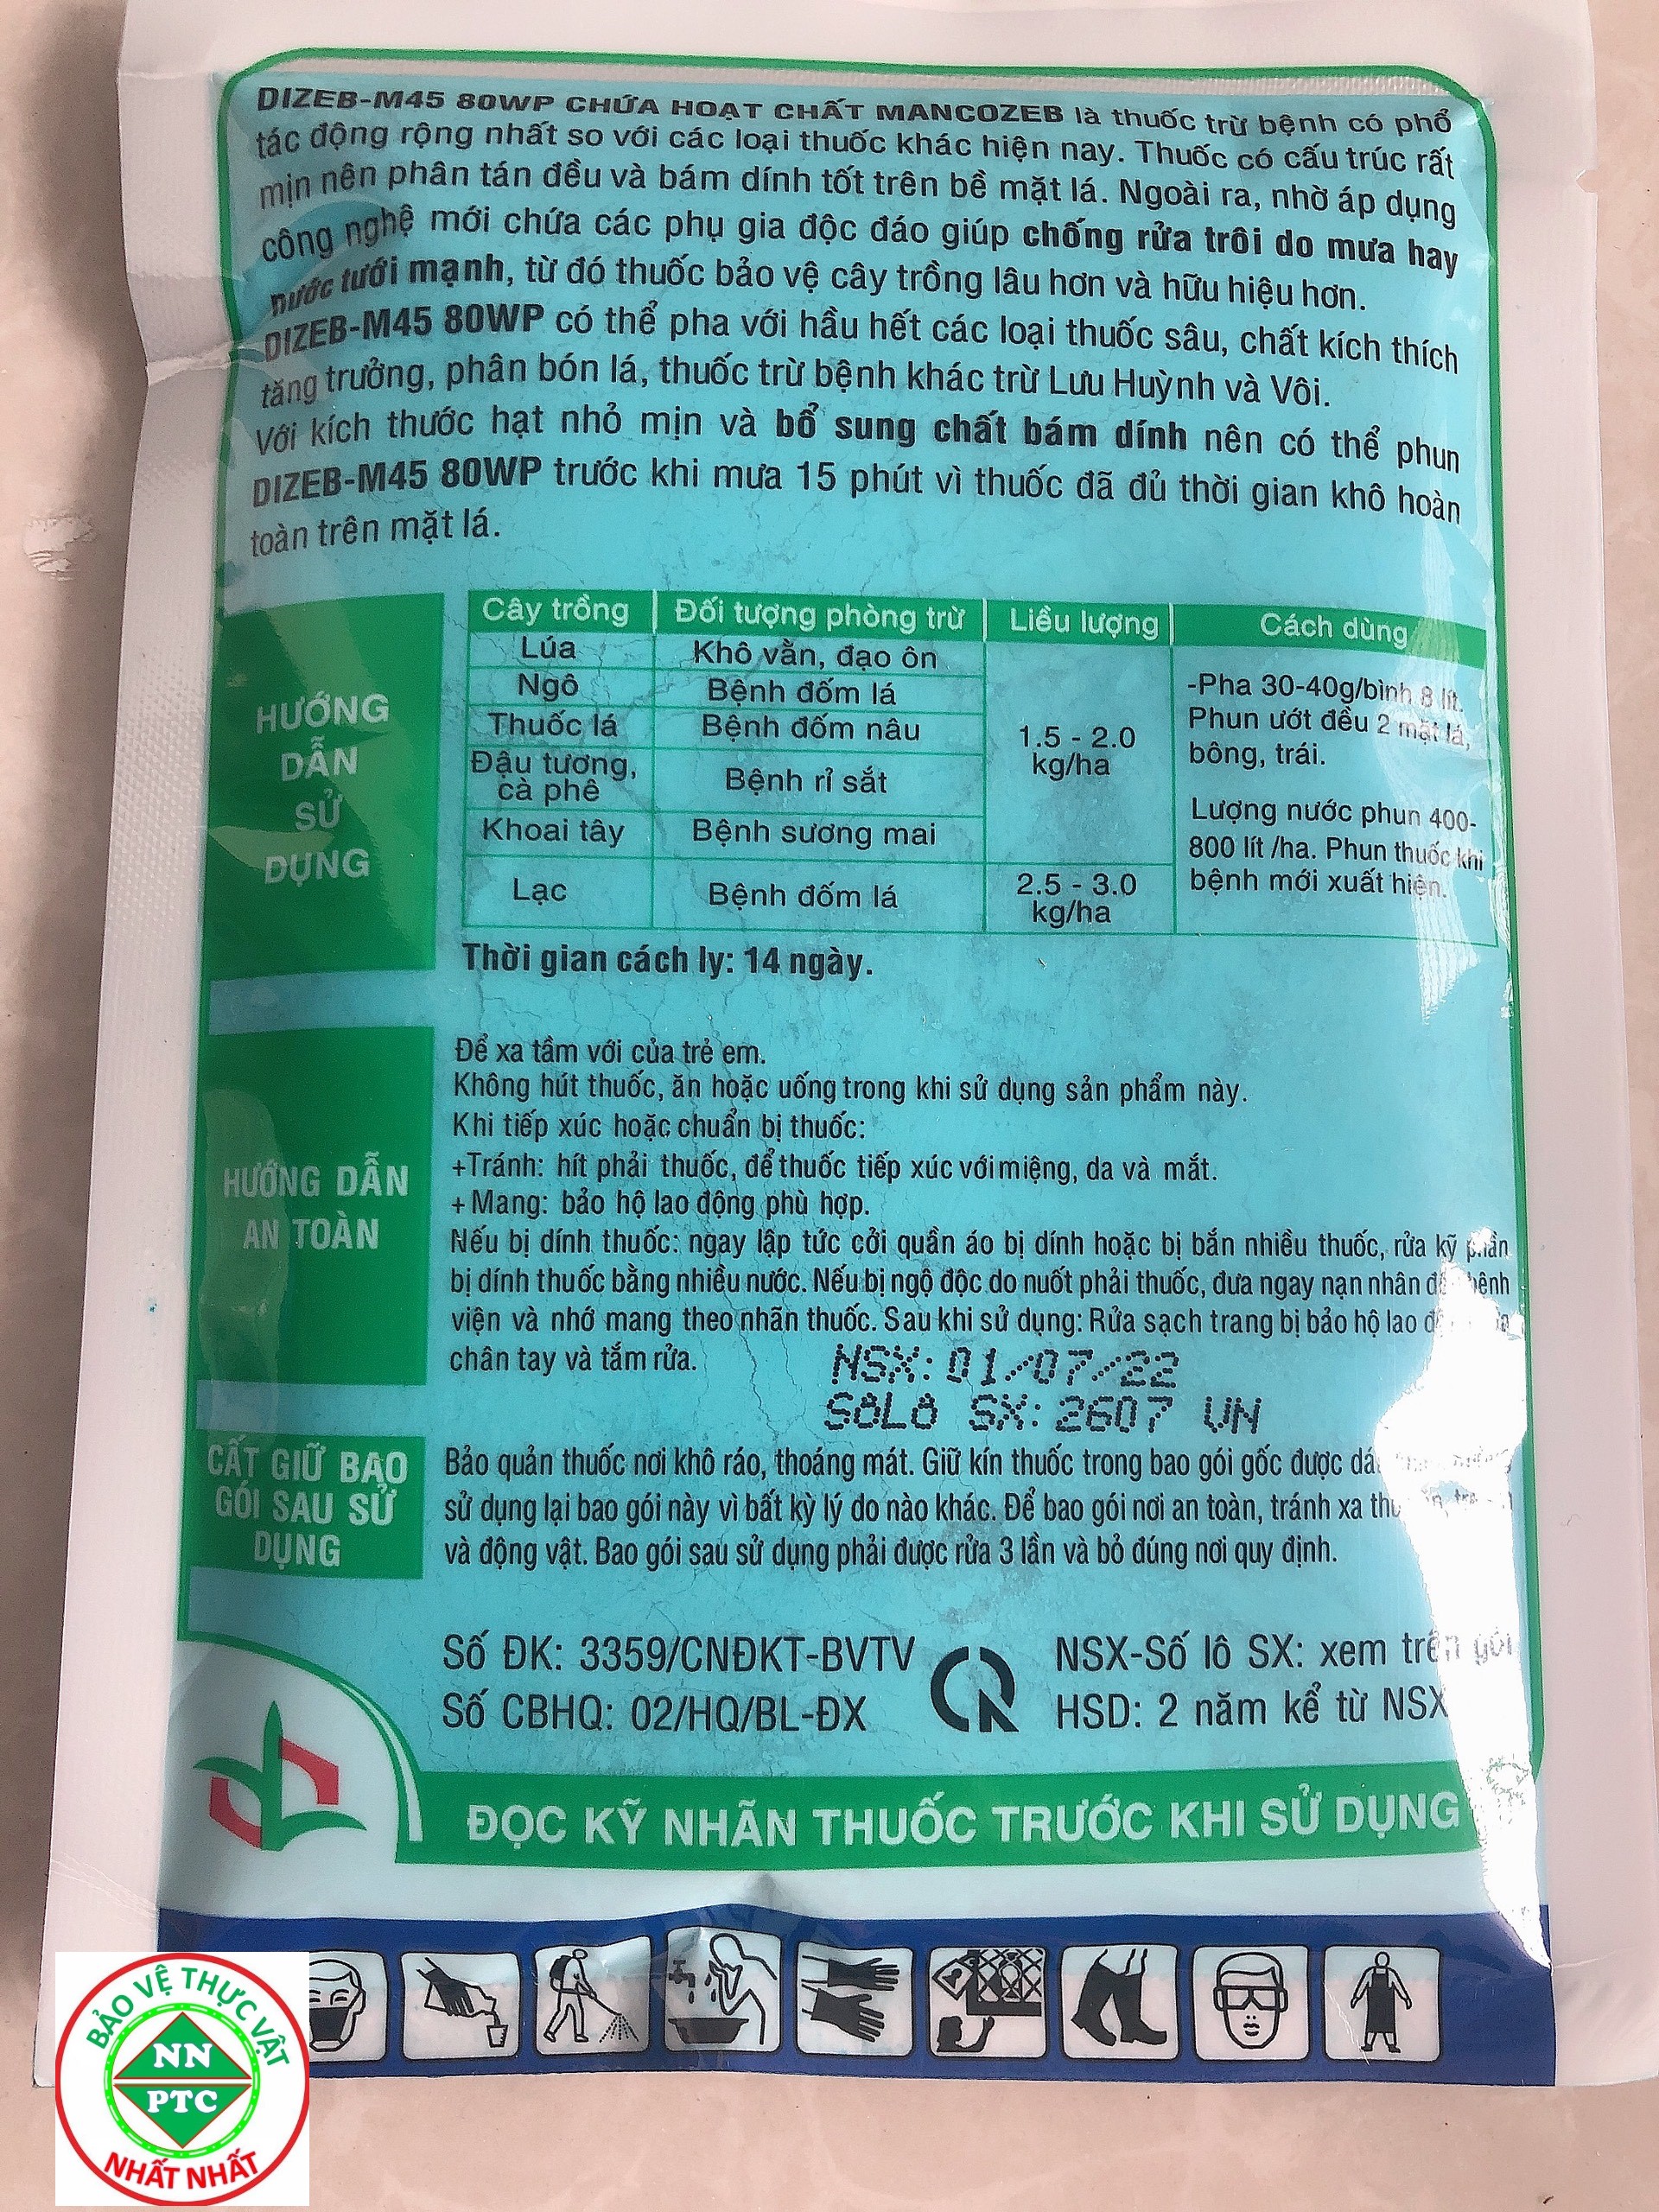 DIZEB-M45 80WP CHỨA HOẠT CHẤT MANCOZEB là thuốc trừ bệnh có phổ
tác động rộng nhất so với các loại thuốc khác hiện nay. Thuốc có cấu trúc rất
mịn nên phân tán đều và bám dính tốt trên bề mặt lá. Ngoài ra, nhờ áp dụng
công nghệ mới chứa các phụ gia độc đáo giúp chống rửa trôi do mưa hay
nước tưới mạnh, từ đó thuốc bảo vệ cây trồng lâu hơn và hữu hiệu hơn.
DIZEB-M45 80WP có thể pha với hầu hết các loại thuốc sâu, chất kích thích
tăng trưởng, phân bón lá, thuốc trừ bệnh khác trừ Lưu Huỳnh và Vôi.
Với kích thước hạt nhỏ mịn và bổ sung chất bám dính nên có thể phun
DIZEB-M45 80WP trước khi mưa 15 phút vì thuốc đã đủ thời gian khô hoàn
toàn trên mặt lá.
HƯỚNG
DẪN
SỬ
DỤNG
Cây trồng Đối tượng phòng trừ Liều lượng Cách dùng
Lúa Khô vằn, đạo ôn
Ngô Bệnh đốm lá
Thuốc lá Bệnh đốm nâu
Đậu tương,
cà phê Bệnh rỉ sắt
Khoai tây Bệnh sương mai
1.5 - 2.0
kg/ha
Lạc Bệnh đốm lá
2.5 - 3.0
kg/ha
-Pha 30-40g/bình 8 lít.
Phun ướt đều 2 mặt lá,
bông, trái.
Lượng nước phun 400-
800 lít /ha. Phun thuốc khi
bệnh mới xuất hiện.
Thời gian cách ly: 14 ngày.
HƯỚNG DẪN
AN TOÀN
Để xa tầm với của trẻ em.
Không hút thuốc, ăn hoặc uống trong khi sử dụng sản phẩm này.
Khi tiếp xúc hoặc chuẩn bị thuốc:
+Tránh: hít phải thuốc, để thuốc tiếp xúc với miệng, da và mắt.
+ Mang: bảo hộ lao động phù hợp.
Nếu bị dính thuốc: ngay lập tức cởi quần áo bị dính hoặc bị bắn nhiều thuốc, rửa kỹ phần
bị dính thuốc bằng nhiều nước. Nếu bị ngộ độc do nuốt phải thuốc, đưa ngay nạn nhân bệnh
viện và nhớ mang theo nhãn thuốc. Sau khi sử dụng: Rửa sạch trang bị bảo hộ lao
chân tay và tắm rửa.
NSX: 01/07/22
SOLO SX: 2607 VN
CẤT GIỮ BAO
GÓI SAU SỬ
DỤNG
Bảo quản thuốc nơi khô ráo, thoáng mát. Giữ kín thuốc trong bao gói gốc được
sử dụng lại bao gói này vì bất kỳ lý do nào khác. Để bao gói nơi an toàn, tránh xa
và động vật. Bao gói sau sử dụng phải được rửa 3 lần và bỏ đúng nơi quy định.
Số ĐK: 3359/CNĐKT-BVTV
Số CBHQ: 02/HQ/BL-ĐX
NSX-Số lô SX: xem trên gói
HSD: 2 năm kể từ NSX
ĐỌC KỸ NHÃN THUỐC TRƯỚC KHI SỬ DỤNG
BẢO VỆ THỰC VẬT
NN
PTC
NHẤT NHẤT